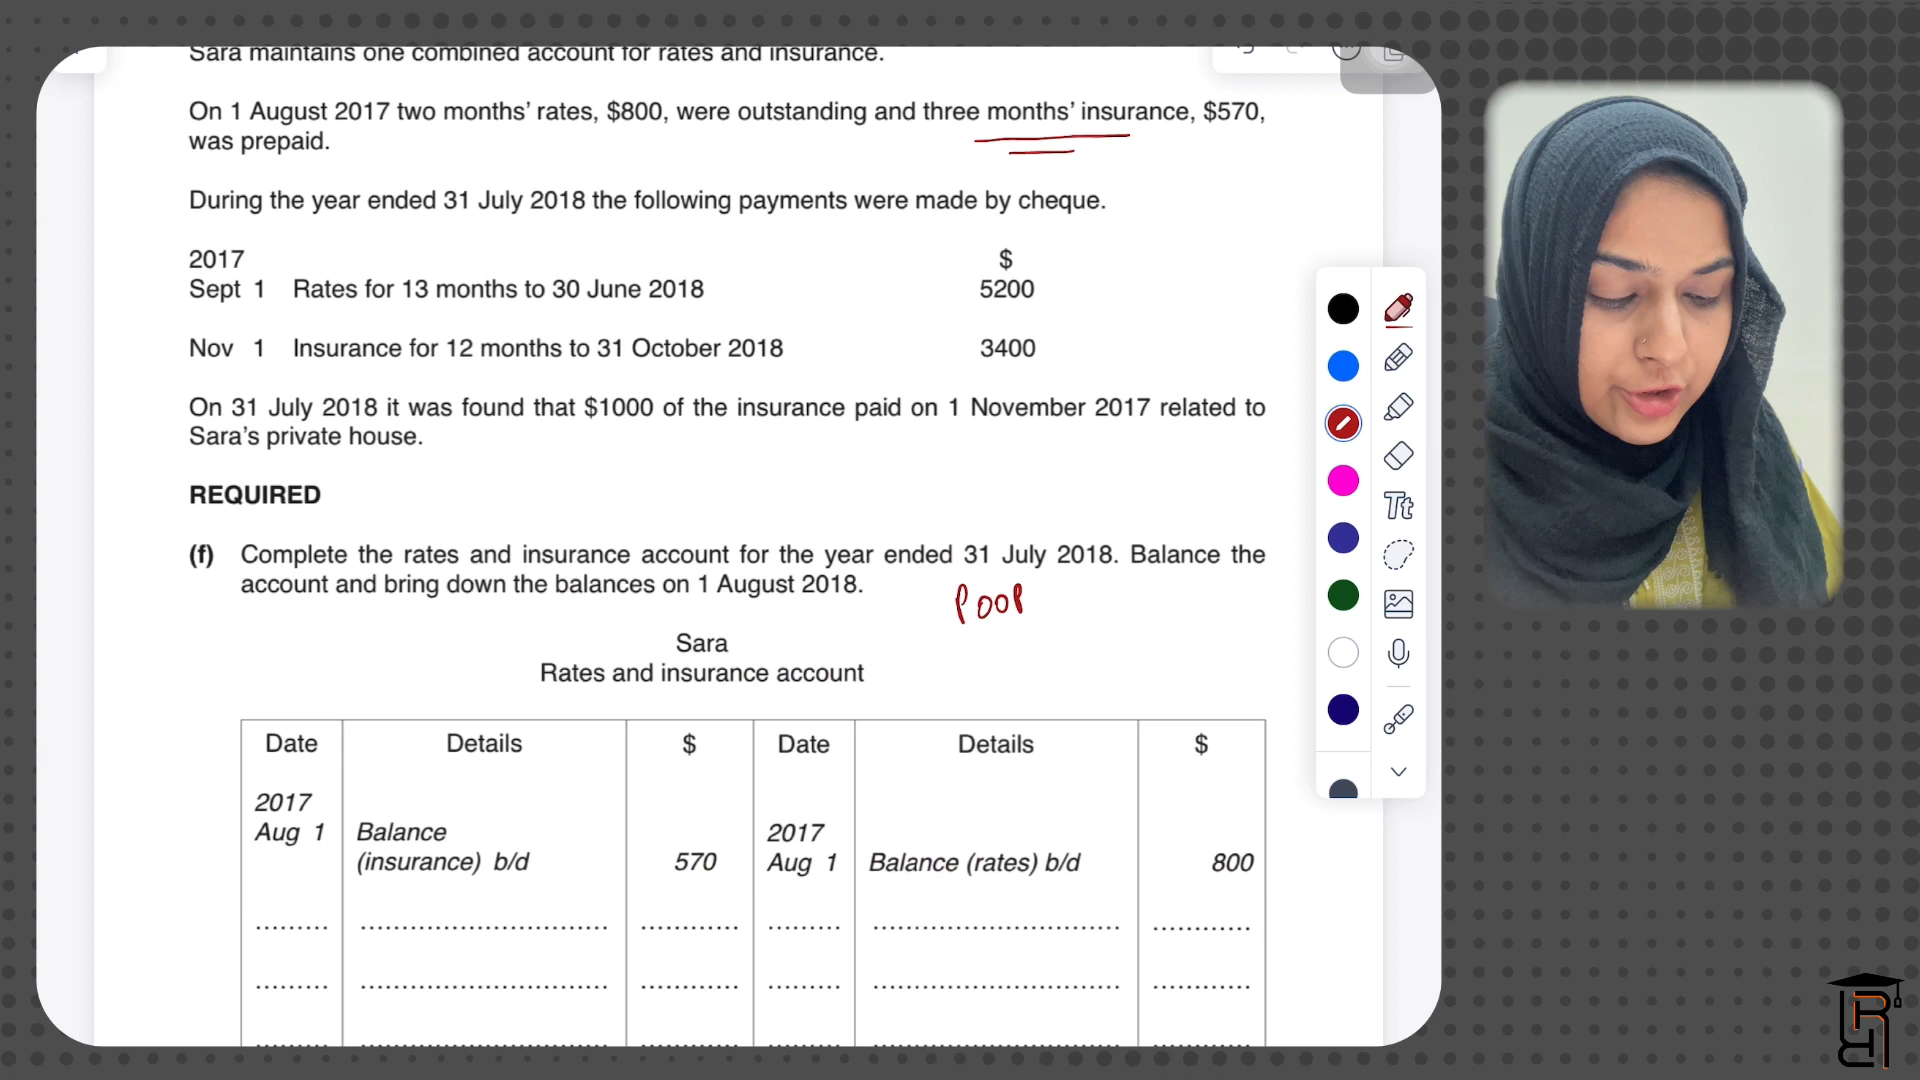 Sara maintains one combined account for rates and insurance.
On 1 August 2017 two months' rates, $800, were outstanding and three months' insurance, $570,
was prepaid.
During the year ended 31 July 2018 the following payments were made by cheque.
2017 $
Sept 1 Rates for 13 months to 30 June 2018 5200
Nov 1 Insurance for 12 months to 31 October 2018 3400
On 31 July 2018 it was found that $1000 of the insurance paid on 1 November 2017 related to
Sara's private house.
REQUIRED
(f) Complete the rates and insurance account for the year ended 31 July 2018. Balance the
account and bring down the balances on 1 August 2018.
POOP
Sara
Rates and insurance account
Date Details $ Date Details $
2017
Aug 1 Balance 2017
(insurance) b/d 570 Aug 1 Balance (rates) b/d 800
Tt